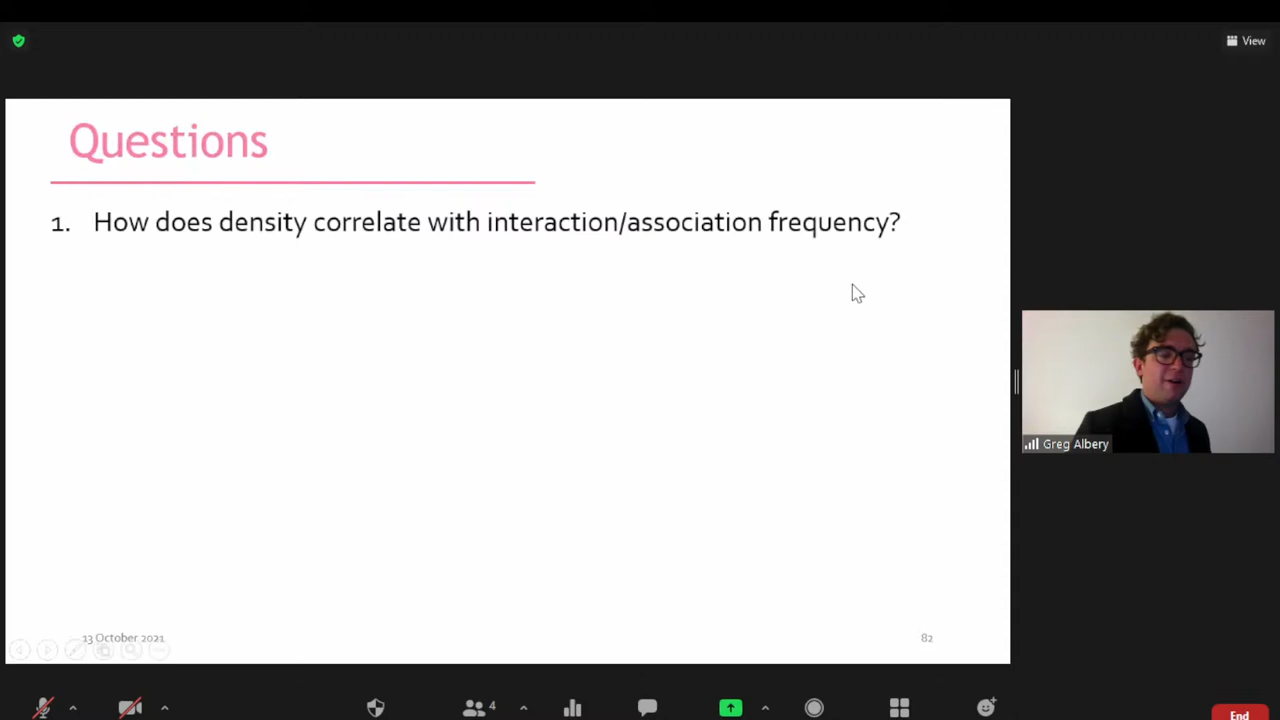 View
Questions
1. How does density correlate with interaction/association frequency?
Greg Albery
13 October 2021
82
4
End